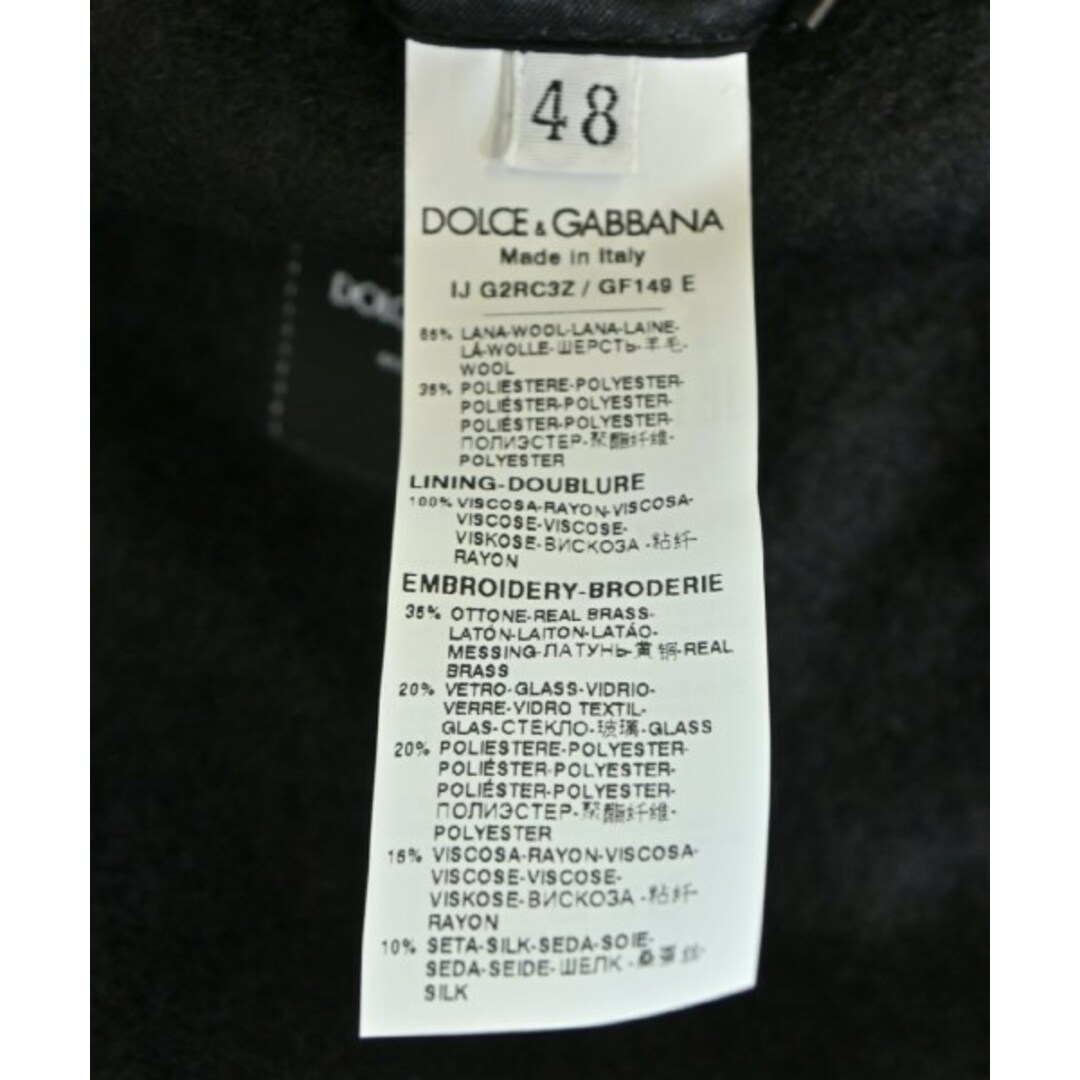 48
DOLCE & GABBANA
Made in Italy
IJ G2RC3Z / GF149 E
65% LANA-WOOL-LANA-LAINE-
LÃ-WOLLE-ШЕРСТЬ-羊毛-
WOOL
35% POLIESTERE-POLYESTER-
POLIÉSTER-POLYESTER-
POLIÉSTER-POLYESTER-
ПОЛИЭСТЕР-聚酯纤维-
POLYESTER
LINING-DOUBLURE
100% VISCOSA-RAYON-VISCOSA-
VISCOSE-VISCOSE-
VISKOSE-ВИСКОЗА -粘纤-
RAYON
EMBROIDERY-BRODERIE
35% OTTONE-REAL BRASS-
LATÓN-LAITON-LATÃO-
MESSING-ЛАТУНЬ-黄铜-REAL
BRASS
20% VETRO-GLASS-VIDRIO-
VERRE-VIDRO TEXTIL-
GLAS-СТЕКЛО-玻璃-GLASS
20% POLIESTERE-POLYESTER-
POLIÉSTER-POLYESTER-
POLIÉSTER-POLYESTER-
ПОЛИЭСТЕР-聚酯纤维-
POLYESTER
15% VISCOSA-RAYON-VISCOSA-
VISCOSE-VISCOSE-
VISKOSE-ВИСКОЗА -粘纤-
RAYON
10% SETA-SILK-SEDA-SOIE-
SEDA-SEIDE-ШЕЛК -桑蚕丝-
SILK